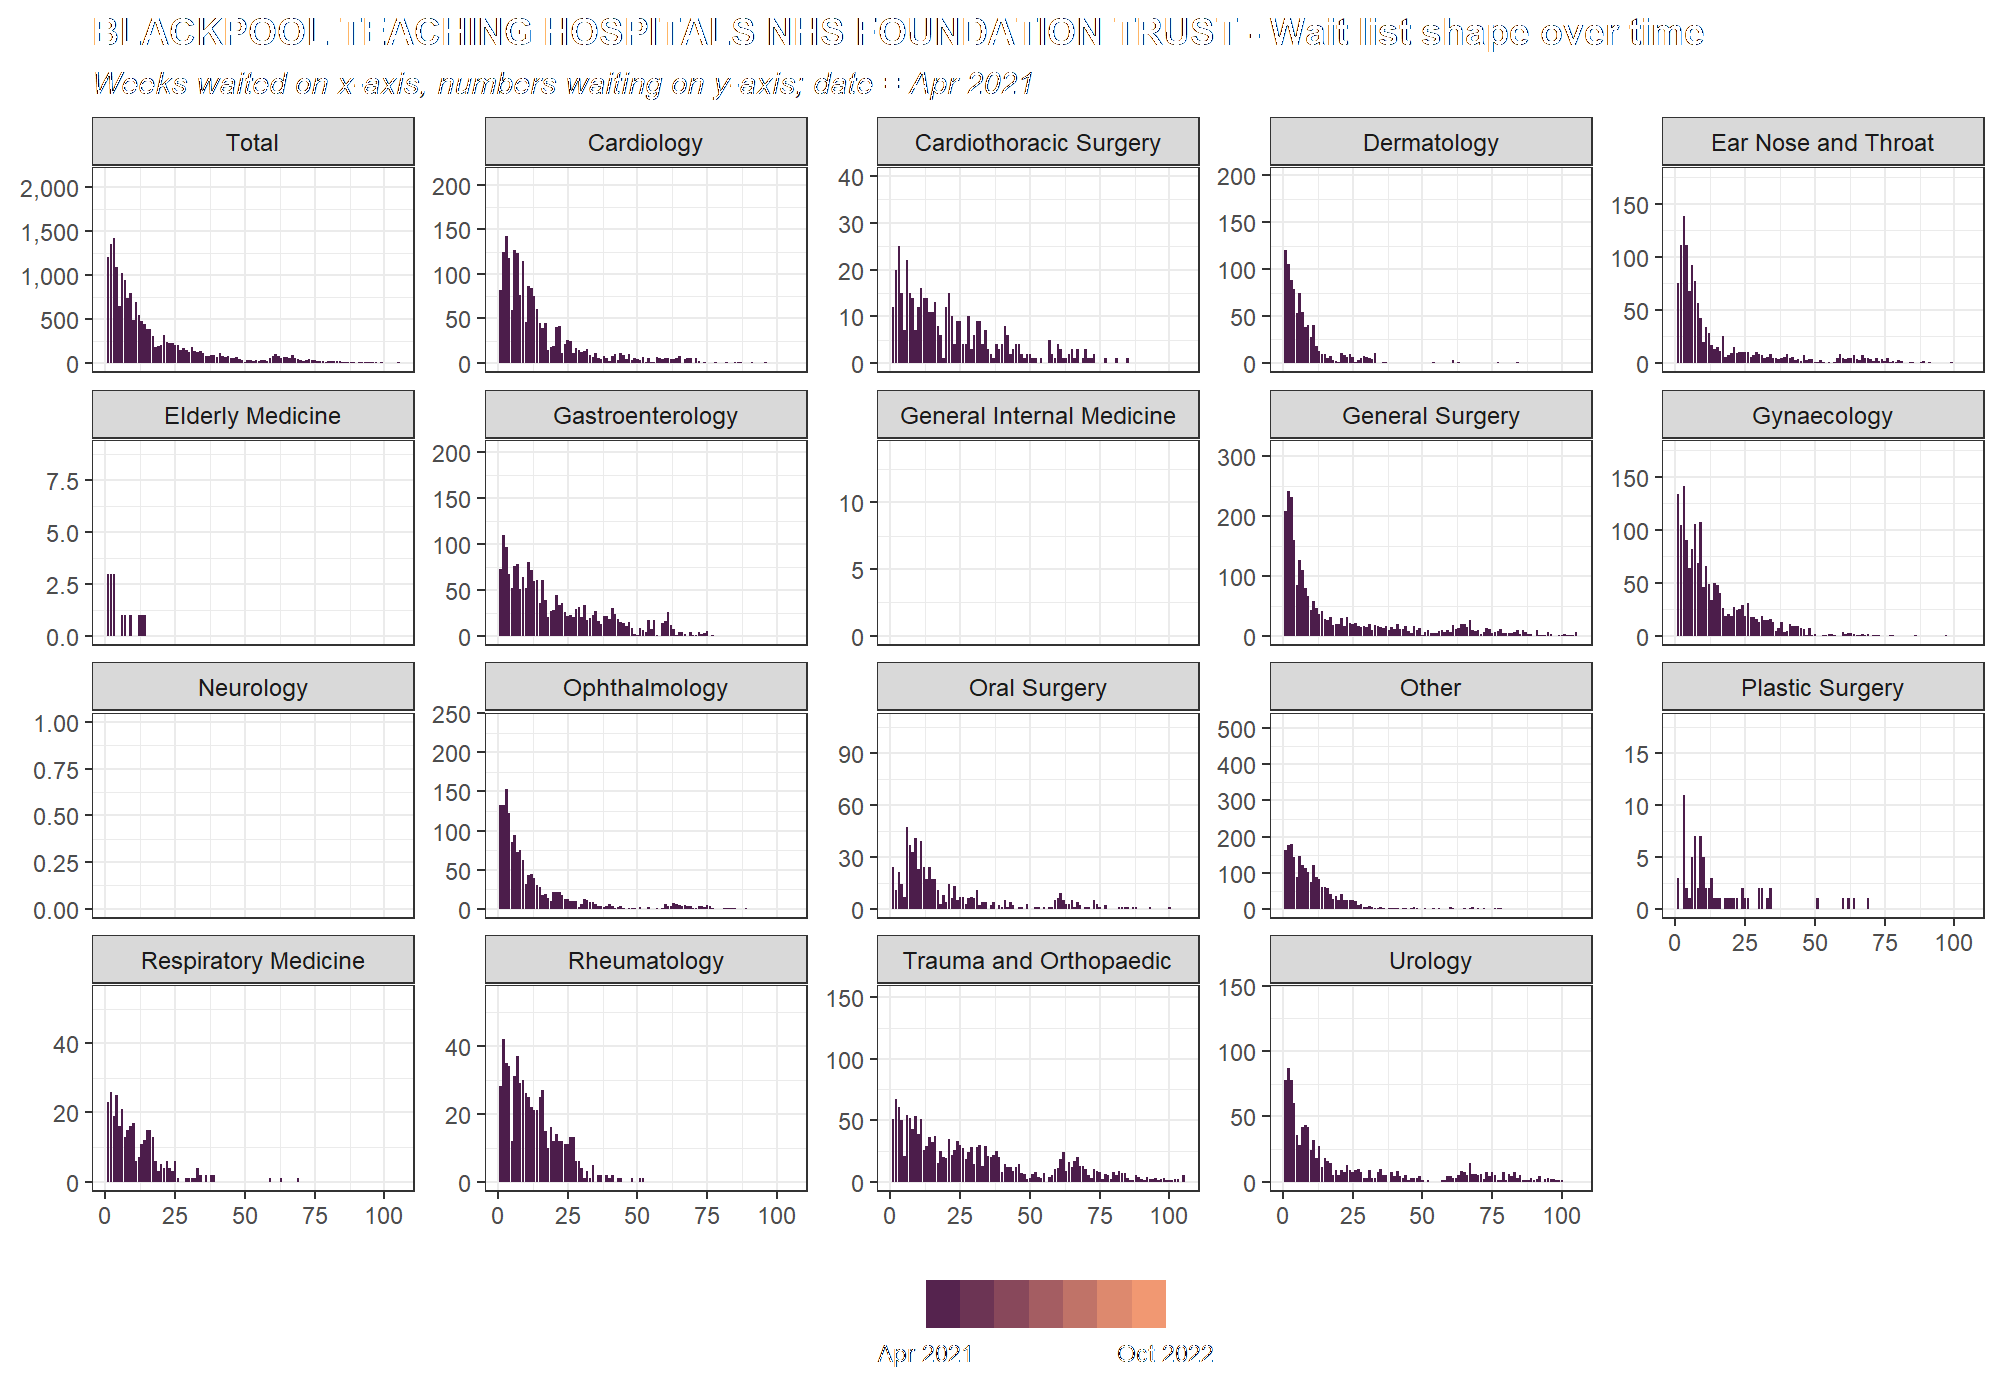 BLACKPOOL TEACHING HOSPITALS NHS FOUNDATION TRUST - Wait list shape over time
Weeks waited on x-axis, numbers waiting on y-axis; date = Apr 2021
Total
Cardiology
Cardiothoracic Surgery
Dermatology
Ear Nose and Throat
2,000
1,500
1,000
500
0
200
150
100
50
0
40
30
20
10
0
200
150
100
50
0
150
100
50
0
Elderly Medicine
Gastroenterology
General Internal Medicine
General Surgery
Gynaecology
7.5
5.0
2.5
0.0
200
150
100
50
0
10
5
0
300
200
100
0
150
100
50
0
Neurology
Ophthalmology
Oral Surgery
Other
Plastic Surgery
1.00
0.75
0.50
0.25
0.00
250
200
150
100
50
0
90
60
30
0
500
400
300
200
100
0
15
10
5
0
0 25 50 75 100
Respiratory Medicine
Rheumatology
Trauma and Orthopaedic
Urology
40
20
0
40
20
0
150
100
50
0
150
100
50
0
0 25 50 75 100
0 25 50 75 100
0 25 50 75 100
0 25 50 75 100
Apr 2021
Oct 2022